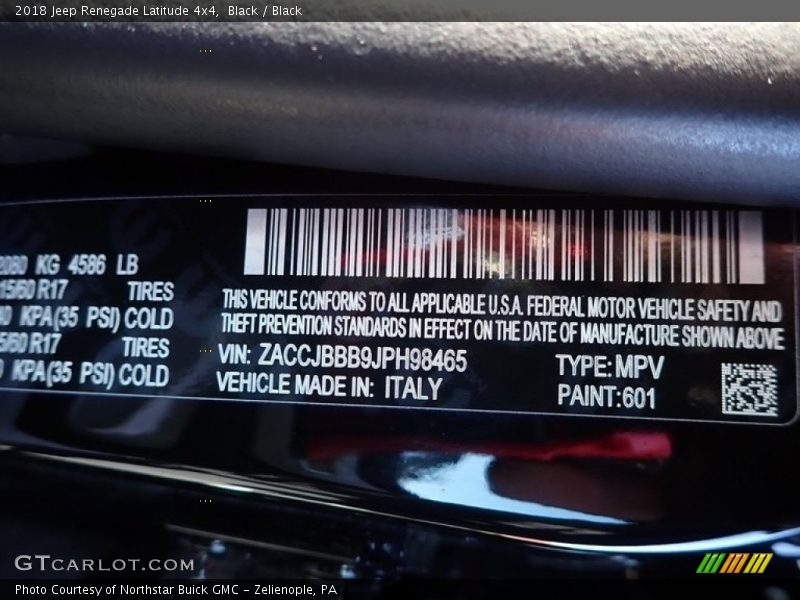 2018 Jeep Renegade Latitude 4x4, Black / Black
KG 4586 LB
R17 TIRES
KPA(35 PSI) COLD
R17 TIRES
KPA(35 PSI) COLD
THIS VEHICLE CONFORMS TO ALL APPLICABLE U.S.A. FEDERAL MOTOR VEHICLE SAFETY AND
THEFT PREVENTION STANDARDS IN EFFECT ON THE DATE OF MANUFACTURE SHOWN ABOVE
VIN: ZACCJBBB9JPH98465 TYPE:MPV
VEHICLE MADE IN: ITALY PAINT:601
GTCARLOT.COM
Photo Courtesy of Northstar Buick GMC - Zelienople, PA